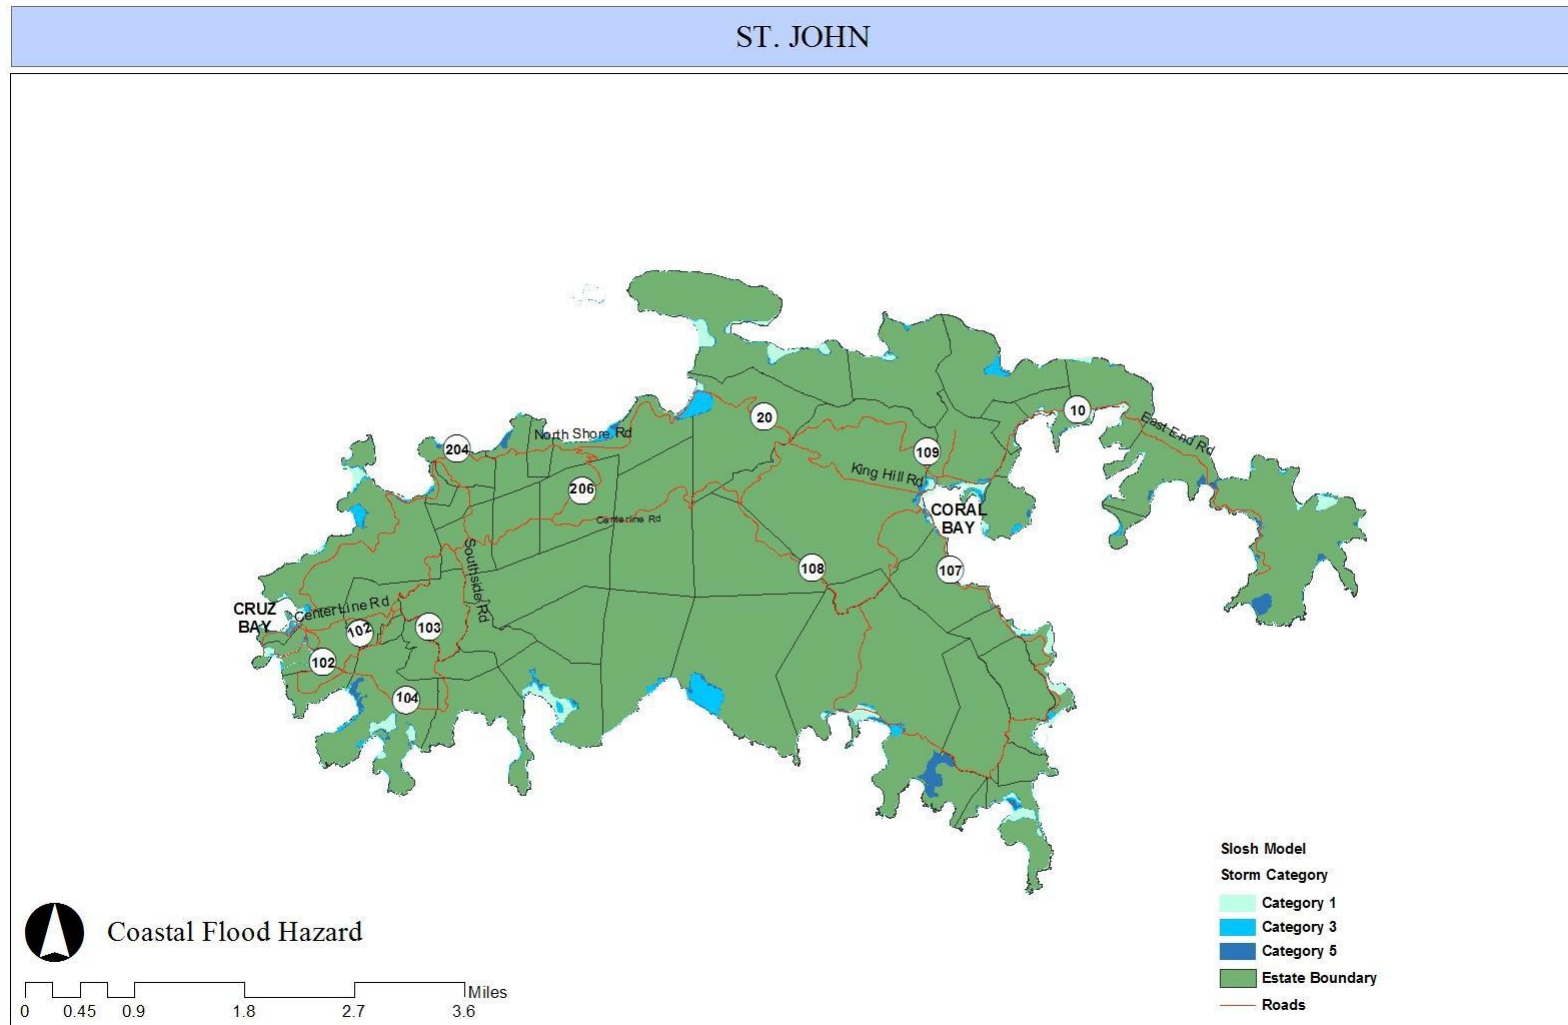 ST. JOHN
20
10
204
North Shore Rd
East End Rd
109
King Hill Rd
206
CORAL
BAY
Centerline Rd
Southside Rd
108
107
CRUZ
BAY
Center Line Rd
102
103
102
104
Slosh Model
Storm Category
Category 1
Category 3
Category 5
Estate Boundary
Roads
Coastal Flood Hazard
Miles
0 0.45 0.9 1.8 2.7 3.6